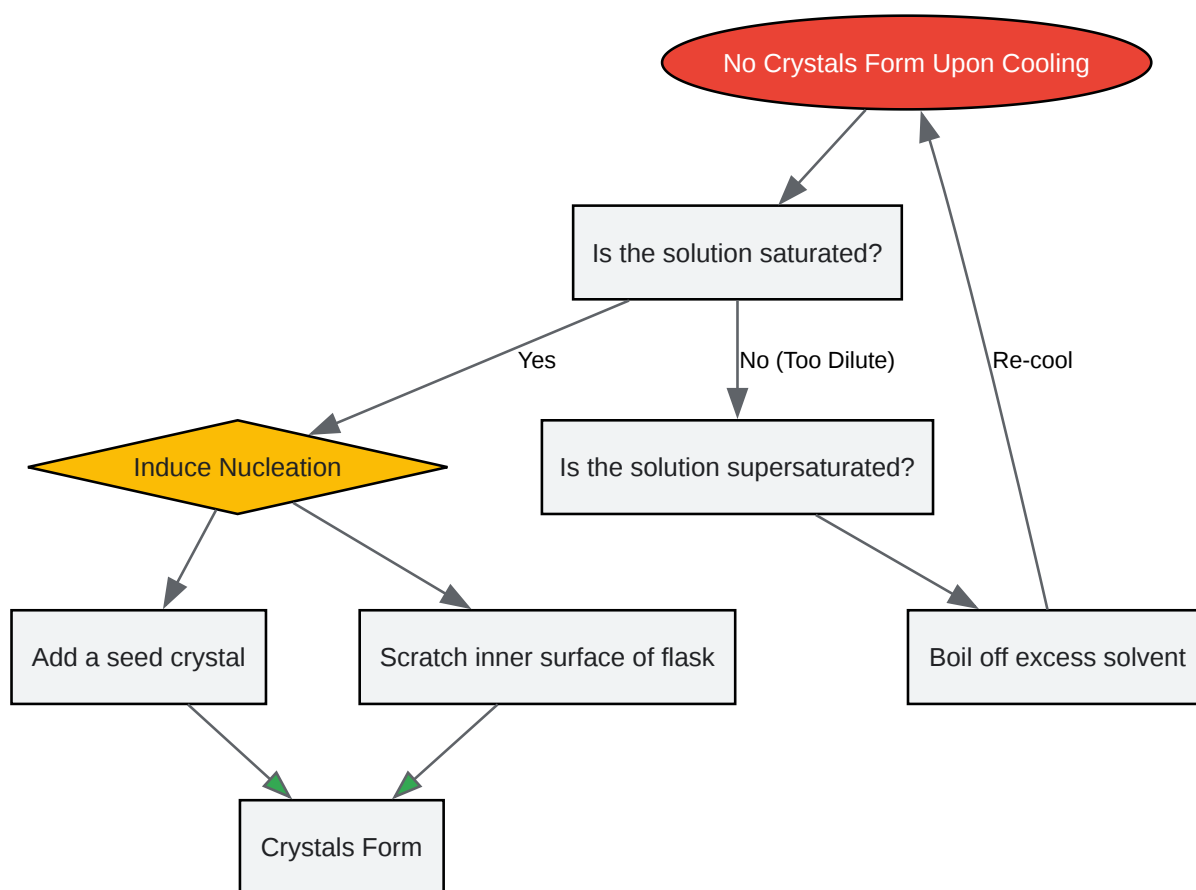 No Crystals Form Upon Cooling
Is the solution saturated?
Yes
No (Too Dilute)
Re-cool
Induce Nucleation
Is the solution supersaturated?
Add a seed crystal
Scratch inner surface of flask
Boil off excess solvent
Crystals Form